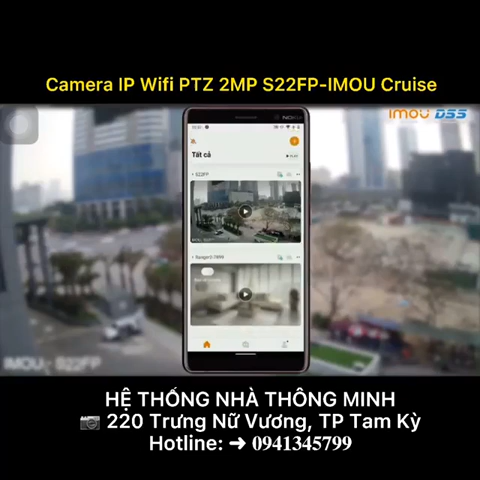 Camera IP Wifi PTZ 2MP S22FP-IMOU Cruise
imou DSS
NOKIA
Tất cả
S22FP
IMOU - S22FP
HỆ THỐNG NHÀ THÔNG MINH
220 Trưng Nữ Vương, TP Tam Kỳ
Hotline: ➜ 0941345799